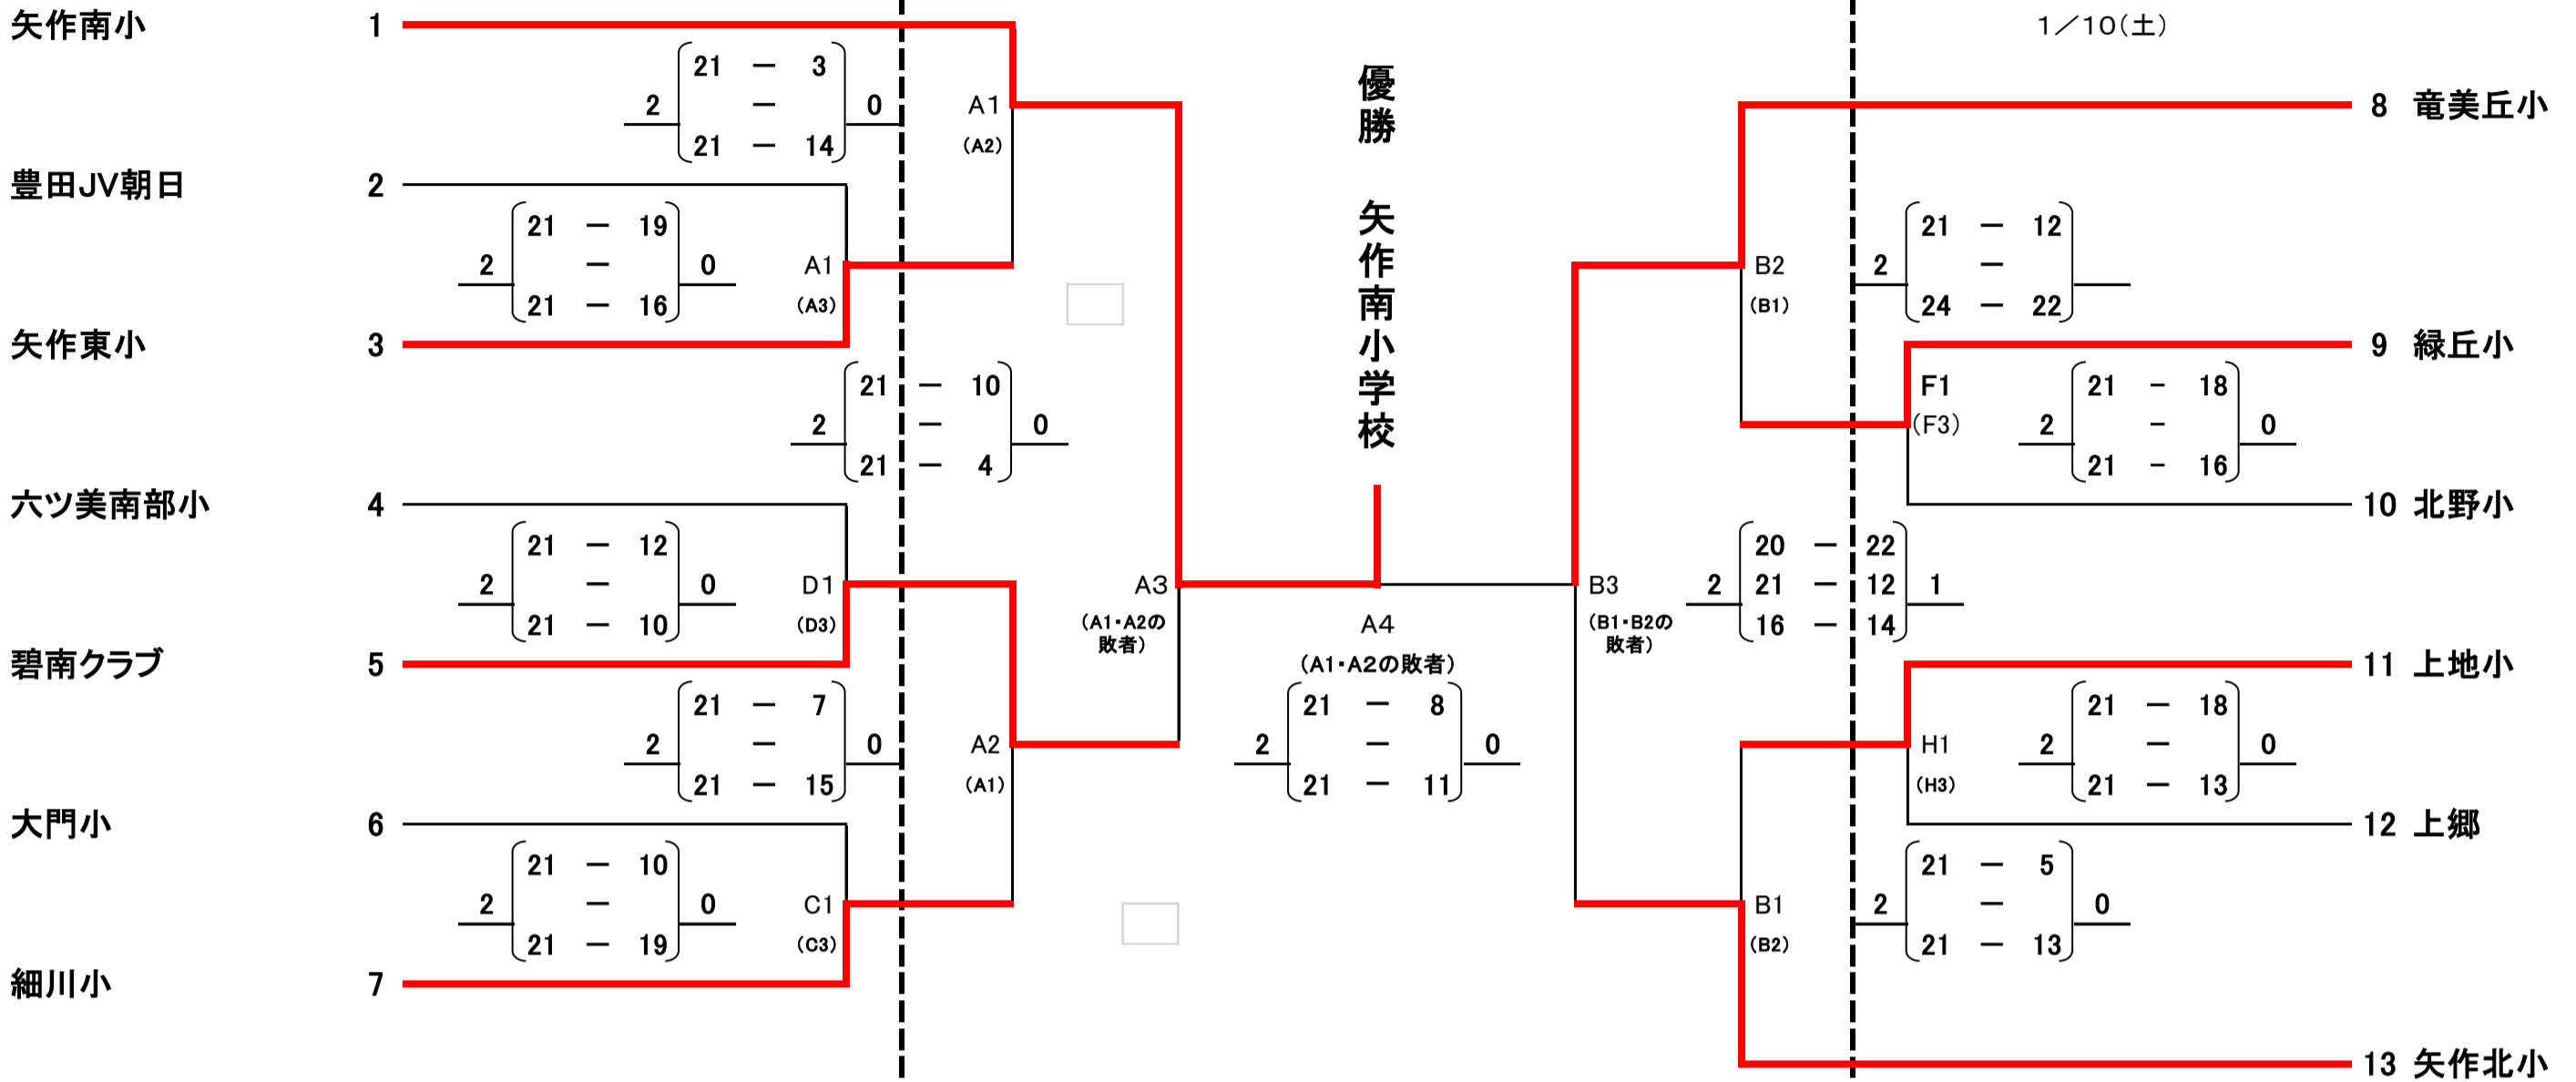 矢作南小 1
1／10(土)
21 － 3
2 － 0
21 － 14
A1
(A2)
優勝　矢作南小学校
8 竜美丘小
豊田JV朝日 2
21 － 19
2 － 0
21 － 16
A1
(A3)
B2
(B1)
21 － 12
2 －
24 － 22
矢作東小 3
9 緑丘小
21 － 10
2 － 0
21 － 4
F1
(F3)
21 - 18
2 - 0
21 - 16
六ツ美南部小 4
10 北野小
21 － 12
2 － 0
21 － 10
D1
(D3)
A3
(A1・A2の
敗者)
A4
(A1・A2の敗者)
B3
(B1・B2の
敗者)
20 － 22
2 21 － 12 1
16 － 14
碧南クラブ 5
11 上地小
21 － 7
2 － 0
21 － 15
A2
(A1)
21 － 8
2 － 0
21 － 11
H1
(H3)
21 － 18
2 － 0
21 － 13
大門小 6
12 上郷
21 － 10
2 － 0
21 － 19
C1
(C3)
B1
(B2)
21 － 5
2 － 0
21 － 13
細川小 7
13 矢作北小